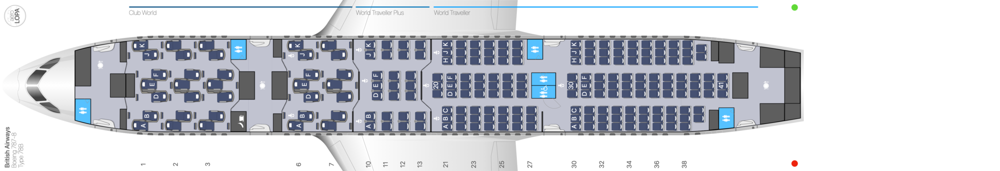 aero
LOPA
Club World
World Traveller Plus
World Traveller
K
J
K
J
J K
H J K
H J K
F
E
D
F
E
D
D E F
20
D E F
30
D E F
41
B
A
B
A
A B
A B C
A B C
British Airways
Boeing 787-8
Type 78B
1
2
3
6
7
10
11
12
13
21
23
25
27
30
32
34
36
38